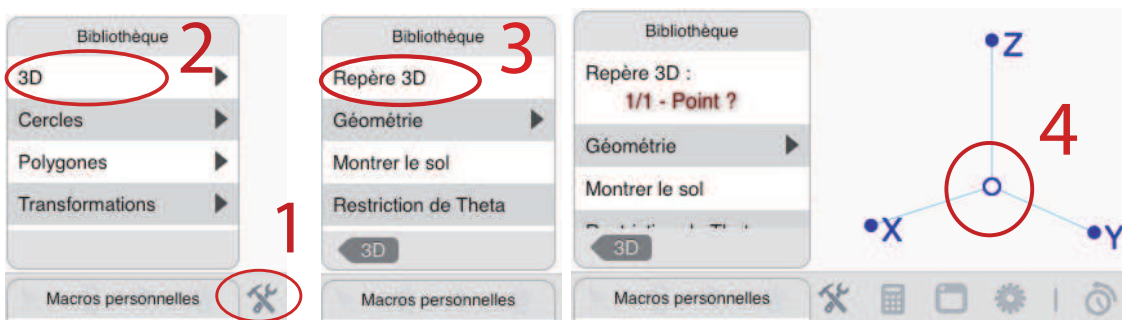 Bibliothèque
2
3D
Cercles
Polygones
Transformations
1
Macros personnelles
Bibliothèque
3
Repère 3D
Géométrie
Montrer le sol
Restriction de Theta
3D
Macros personnelles
Bibliothèque
Repère 3D :
1/1 - Point ?
Géométrie
Montrer le sol
3D
Macros personnelles
Z
4
X
Y